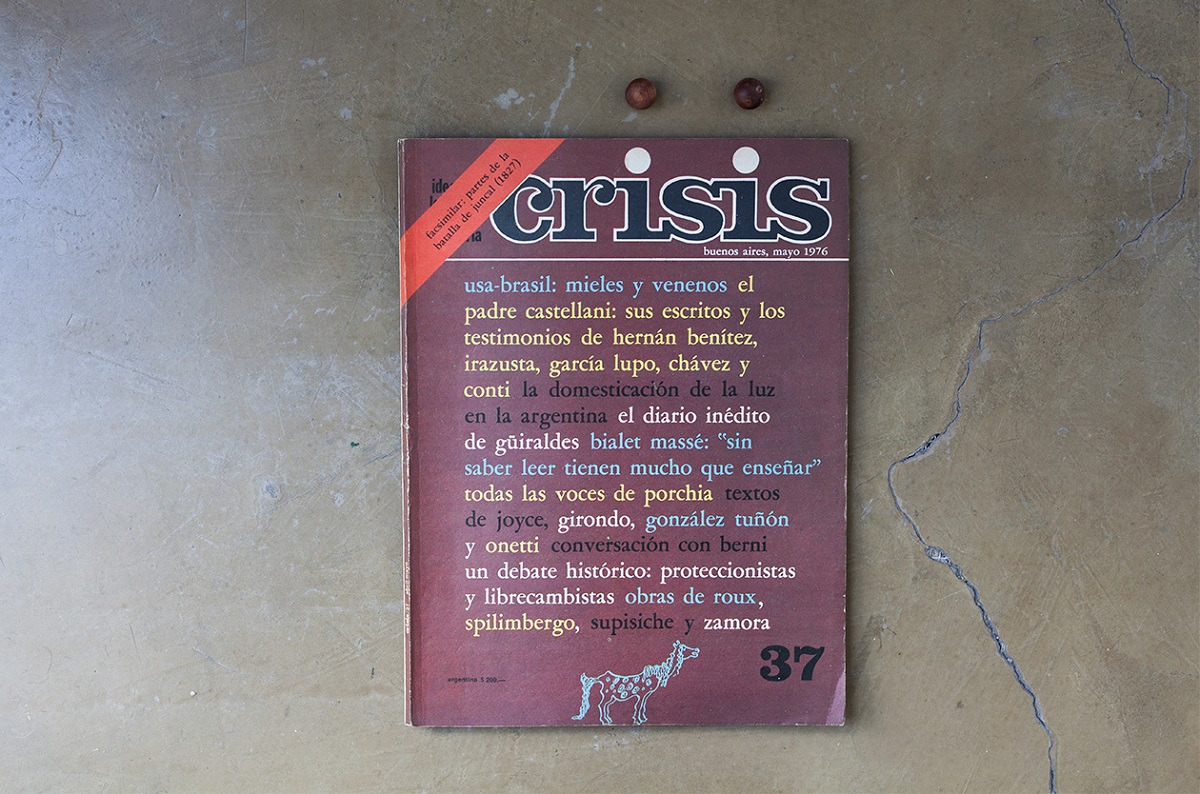 facsimilar: partes de la
batalla de juncal (1827)
crisis
buenos aires, mayo 1976
usa-brasil: mieles y venenos el
padre castellani: sus escritos y los
testimonios de hernán benítez,
irazusta, garcía lupo, chávez y
conti la domesticación de la luz
en la argentina el diario inédito
de güiraldes bialet massé: “sin
saber leer tienen mucho que enseñar”
todas las voces de porchia textos
de joyce, girondo, gonzález tuñón
y onetti conversación con berni
un debate histórico: proteccionistas
y librecambistas obras de roux,
spilimbergo, supisiche y zamora
37
argentina $ 200.—